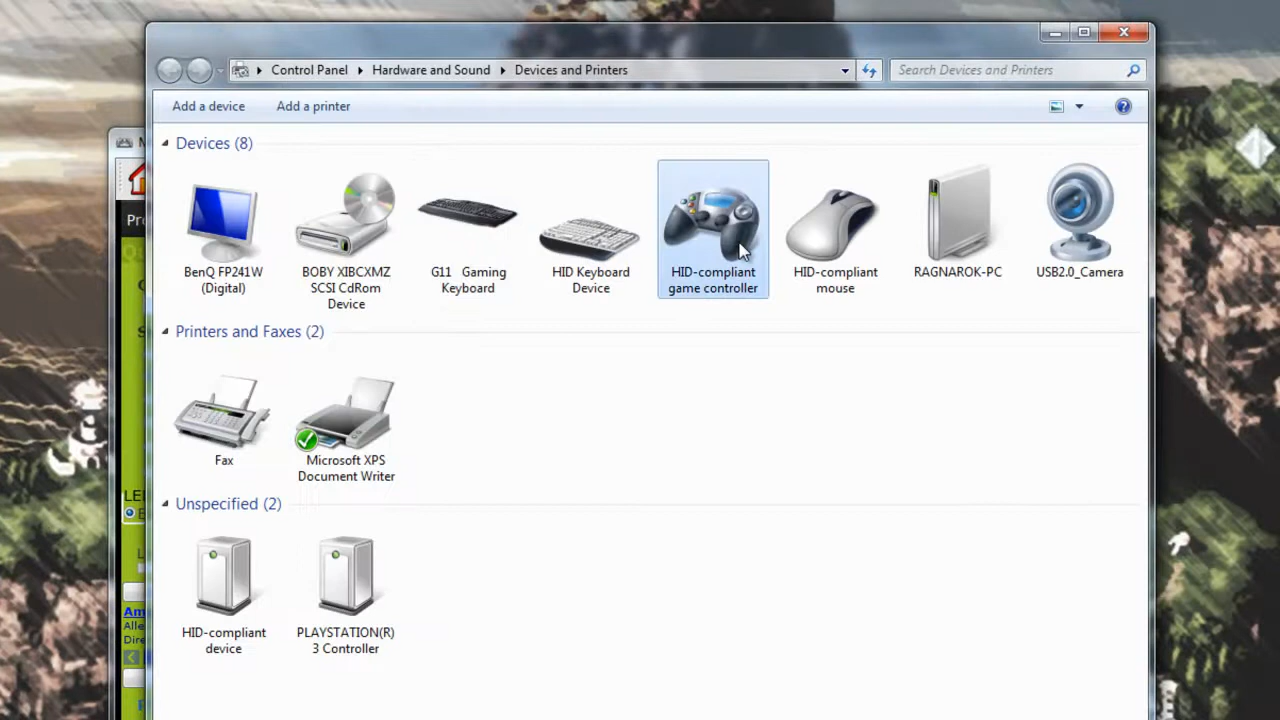 Control Panel Hardware and Sound Devices and Printers
Search Devices and Printers
Add a device Add a printer
Devices (8)
BenQ FP241W
(Digital)
BOBY XIBCXMZ
SCSI CdRom
Device
G11 Gaming
Keyboard
HID Keyboard
Device
HID-compliant
game controller
HID-compliant
mouse
RAGNAROK-PC
USB2.0_Camera
Printers and Faxes (2)
Fax
Microsoft XPS
Document Writer
Unspecified (2)
HID-compliant
device
PLAYSTATION(R)
3 Controller